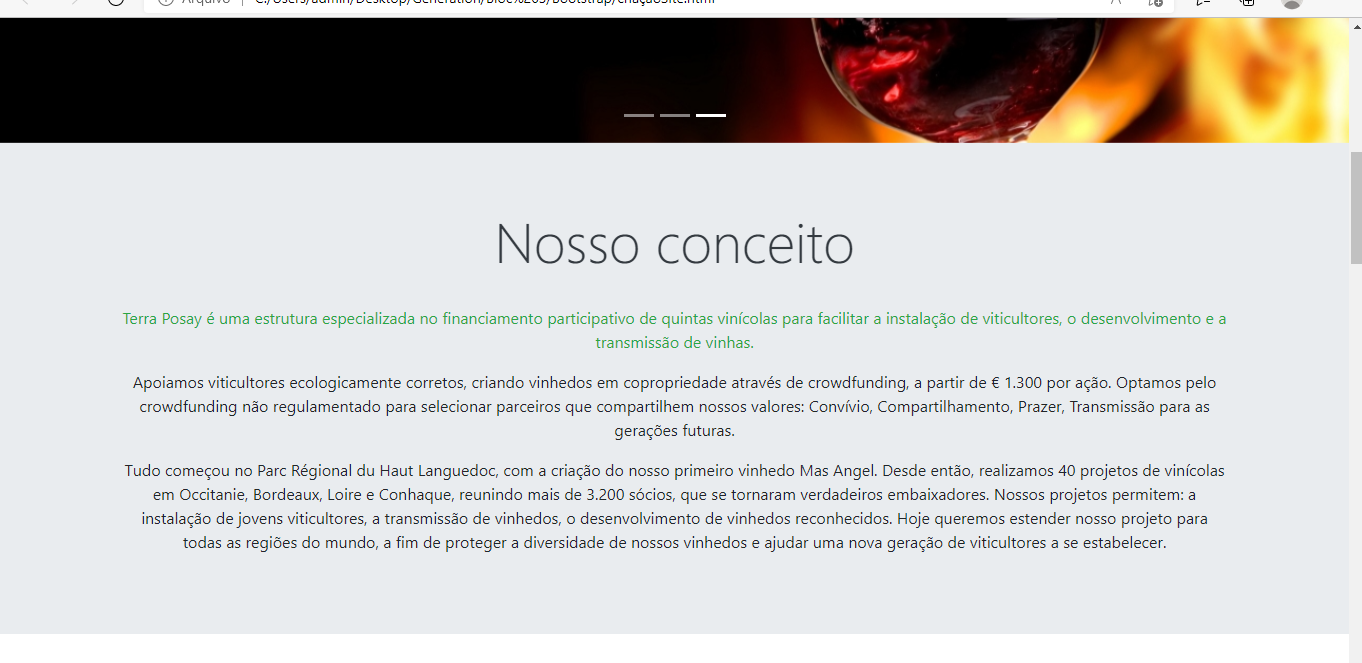 Arquivo
C:/Users/admin/Desktop/Generation/Bloc%203/Bootstrap/criaçãoSite.html
Nosso conceito
Terra Posay é uma estrutura especializada no financiamento participativo de quintas vinícolas para facilitar a instalação de viticultores, o desenvolvimento e a
transmissão de vinhas.
Apoiamos viticultores ecologicamente corretos, criando vinhedos em copropriedade através de crowdfunding, a partir de € 1.300 por ação. Optamos pelo
crowdfunding não regulamentado para selecionar parceiros que compartilhem nossos valores: Convívio, Compartilhamento, Prazer, Transmissão para as
gerações futuras.
Tudo começou no Parc Régional du Haut Languedoc, com a criação do nosso primeiro vinhedo Mas Angel. Desde então, realizamos 40 projetos de vinícolas
em Occitanie, Bordeaux, Loire e Conhaque, reunindo mais de 3.200 sócios, que se tornaram verdadeiros embaixadores. Nossos projetos permitem: a
instalação de jovens viticultores, a transmissão de vinhedos, o desenvolvimento de vinhedos reconhecidos. Hoje queremos estender nosso projeto para
todas as regiões do mundo, a fim de proteger a diversidade de nossos vinhedos e ajudar uma nova geração de viticultores a se estabelecer.